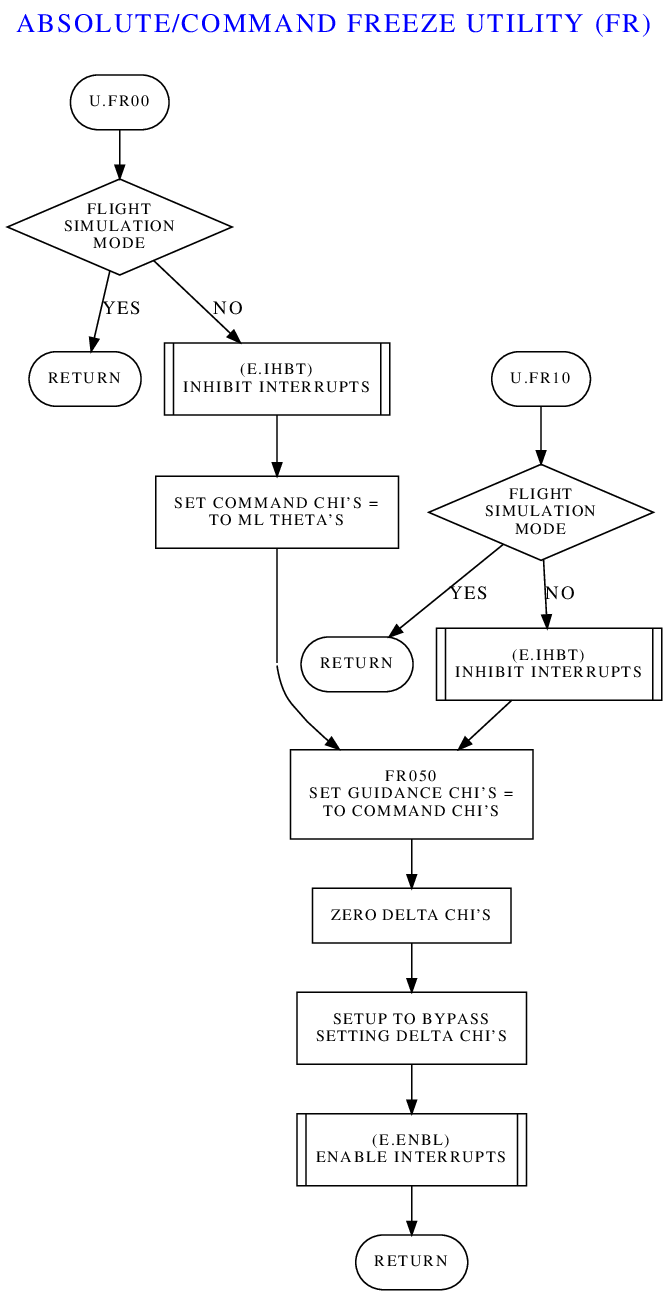 ABSOLUTE/COMMAND FREEZE UTILITY (FR)
U.FR00
FLIGHT
SIMULATION
MODE
YES
NO
RETURN
(E.IHBT)
INHIBIT INTERRUPTS
U.FR10
SET COMMAND CHI'S =
TO ML THETA'S
FLIGHT
SIMULATION
MODE
YES
NO
RETURN
(E.IHBT)
INHIBIT INTERRUPTS
FR050
SET GUIDANCE CHI'S =
TO COMMAND CHI'S
ZERO DELTA CHI'S
SETUP TO BYPASS
SETTING DELTA CHI'S
(E.ENBL)
ENABLE INTERRUPTS
RETURN